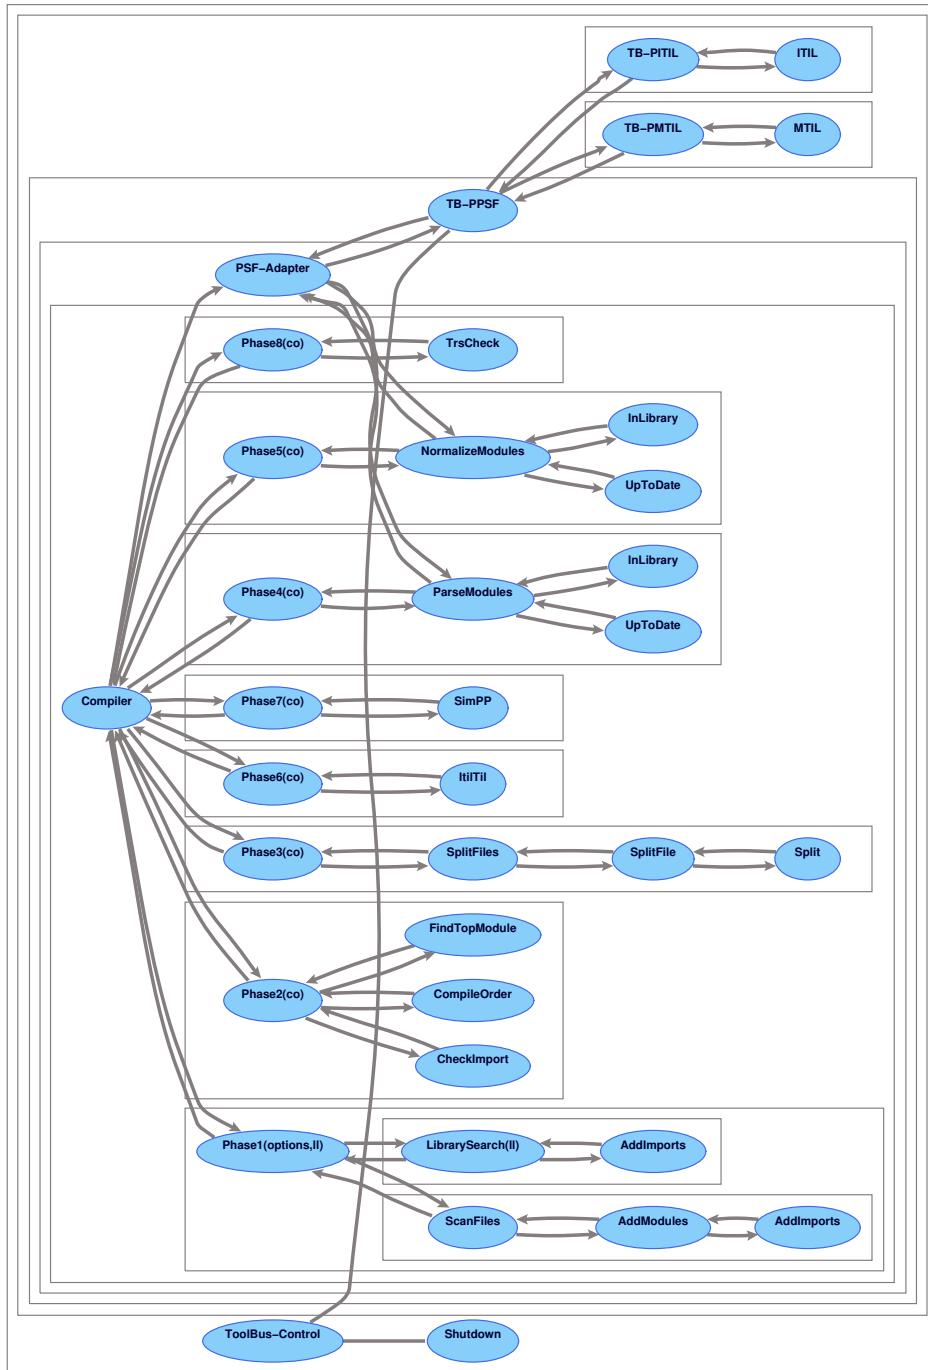 TB-PITIL
ITIL
TB-PMTIL
MTIL
TB-PPSF
PSF-Adapter
Phase8(co)
TrsCheck
InLibrary
Phase5(co)
NormalizeModules
UpToDate
InLibrary
Phase4(co)
ParseModules
UpToDate
Compiler
Phase7(co)
SimPP
Phase6(co)
ItilTil
Phase3(co)
SplitFiles
SplitFile
Split
FindTopModule
Phase2(co)
CompileOrder
CheckImport
Phase1(options,ll)
LibrarySearch(ll)
AddImports
ScanFiles
AddModules
AddImports
ToolBus-Control
Shutdown